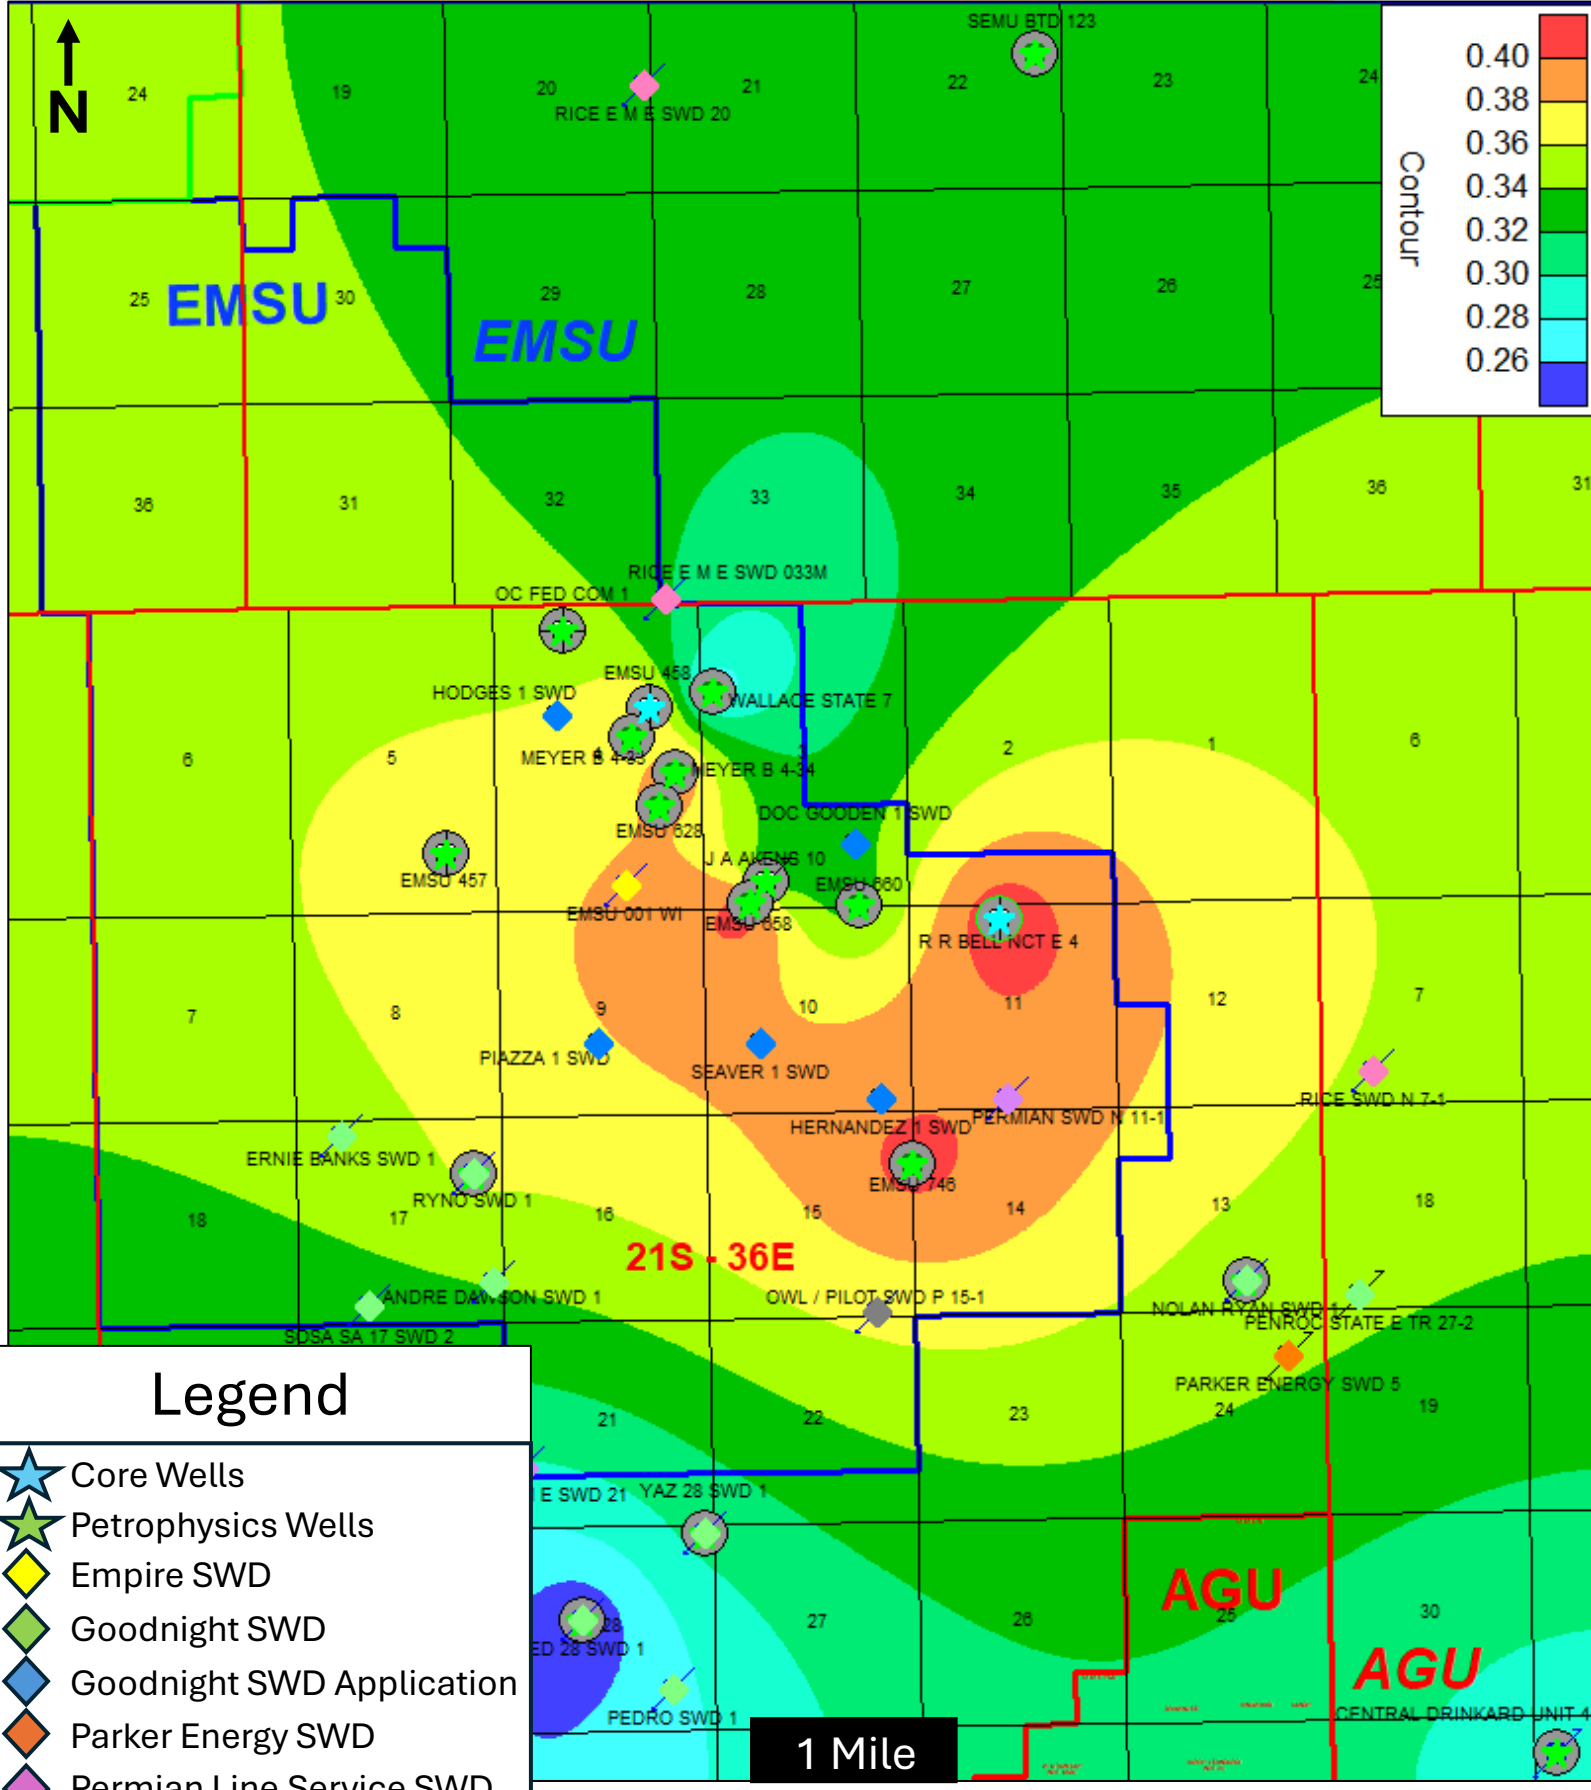 SEMU BTD 123
N
24
19
20
21
22
23
24
RICE E M E SWD 20
0.40
0.38
0.36
0.34
0.32
0.30
0.28
0.26
Contour
25
EMSU
30
29
28
27
26
25
EMSU
36
31
32
33
34
35
36
31
RICE E M E SWD 033M
OC FED COM 1
EMSU 458
HODGES 1 SWD
WALLACE STATE 7
6
5
4
3
2
1
6
MEYER B 4-33
MEYER B 4-34
DOC GOODEN 1 SWD
EMSU 628
J A AKENS 10
EMSU 457
EMSU 660
EMSU 001 WI
EMSU 658
R R BELL NCT E 4
7
8
9
10
11
12
7
PIAZZA 1 SWD
SEAVER 1 SWD
RICE SWD N 7-1
HERNANDEZ 1 SWD
PERMIAN SWD N 11-1
ERNIE BANKS SWD 1
RYNO SWD 1
EMSU 746
18
17
16
15
14
13
18
21S - 36E
ANDRE DAWSON SWD 1
OWL / PILOT SWD P 15-1
NOLAN RYAN SWD 1
PENROC STATE E TR 27-2
SOSA SA 17 SWD 2
PARKER ENERGY SWD 5
Legend
21
22
23
24
19
Core Wells
E SWD 21
YAZ 28 SWD 1
Petrophysics Wells
Empire SWD
AGU
28
27
26
25
30
Goodnight SWD
ED 28 SWD 1
AGU
Goodnight SWD Application
PEDRO SWD 1
CENTRAL DRINKARD UNIT 4
Parker Energy SWD
1 Mile
Permian Line Service SWD